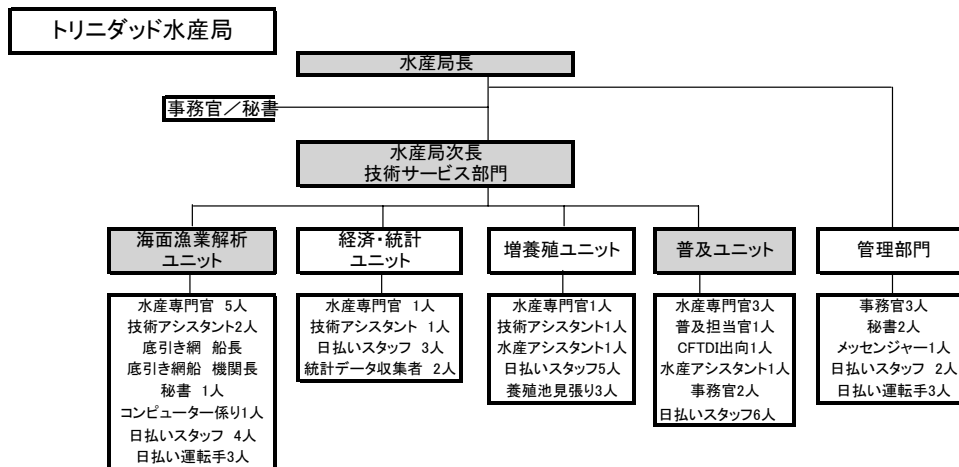 トリニダッド水産局
水産局長
事務官／秘書
水産局次長
技術サービス部門
海面漁業解析
ユニット
水産専門官 5人
技術アシスタント2人
底引き網 船長
底引き網船 機関長
秘書 1人
コンピューター係り1人
日払いスタッフ 4人
日払い運転手3人
経済・統計
ユニット
水産専門官 1人
技術アシスタント 1人
日払いスタッフ 3人
統計データ収集者 2人
増養殖ユニット
水産専門官1人
技術アシスタント1人
水産アシスタント1人
日払いスタッフ5人
養殖池見張り3人
普及ユニット
水産専門官3人
普及担当官1人
CFTDI出向1人
水産アシスタント1人
事務官2人
日払いスタッフ6人
管理部門
事務官3人
秘書2人
メッセンジャー1人
日払いスタッフ 2人
日払い運転手3人